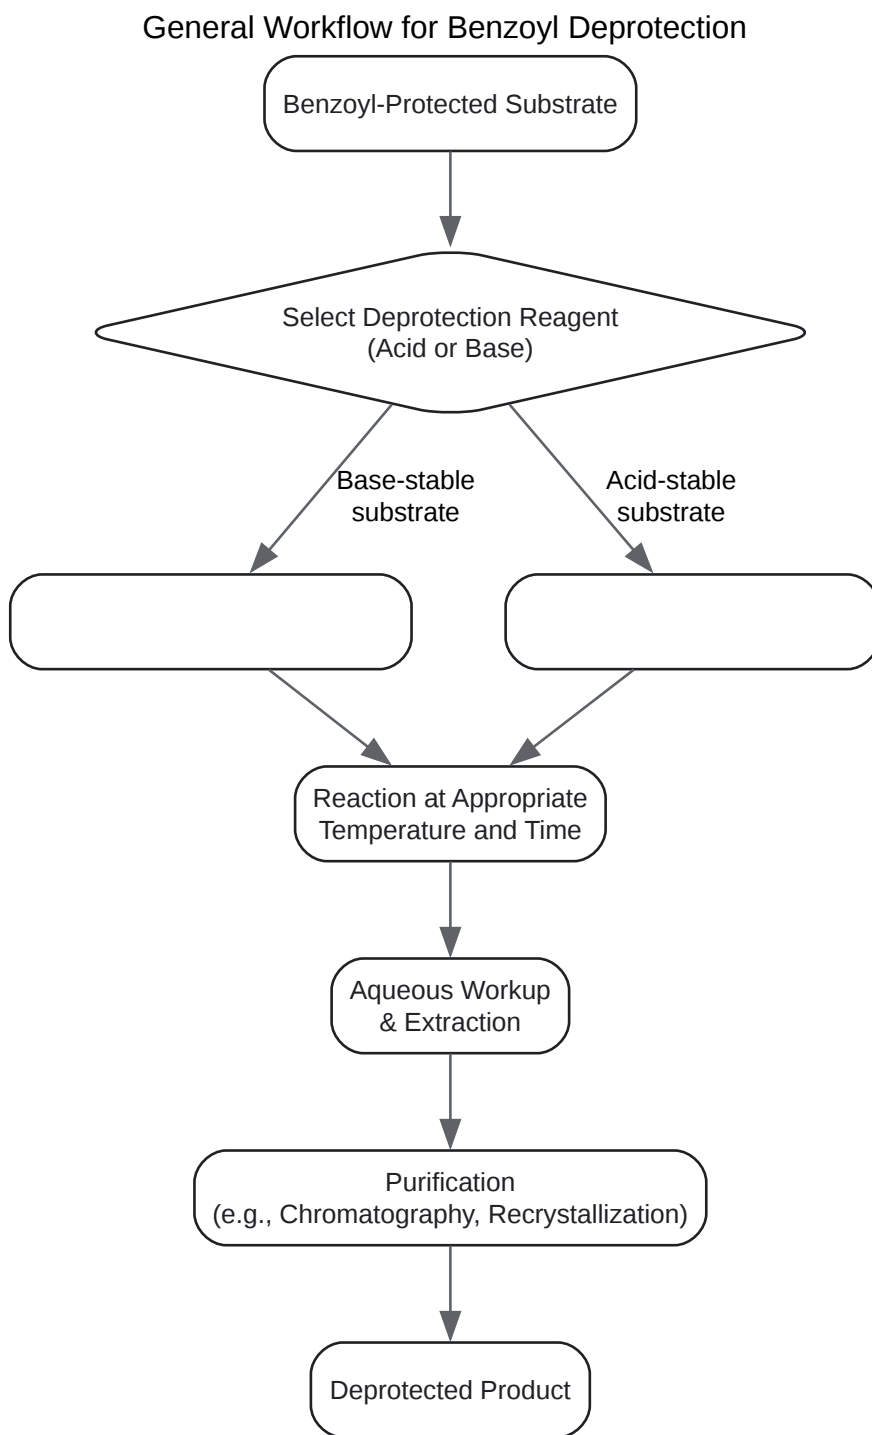 General Workflow for Benzoyl Deprotection
Benzoyl-Protected Substrate
Select Deprotection Reagent
(Acid or Base)
Base-stable
substrate
Acid-stable
substrate
Reaction at Appropriate
Temperature and Time
Aqueous Workup
& Extraction
Purification
(e.g., Chromatography, Recrystallization)
Deprotected Product